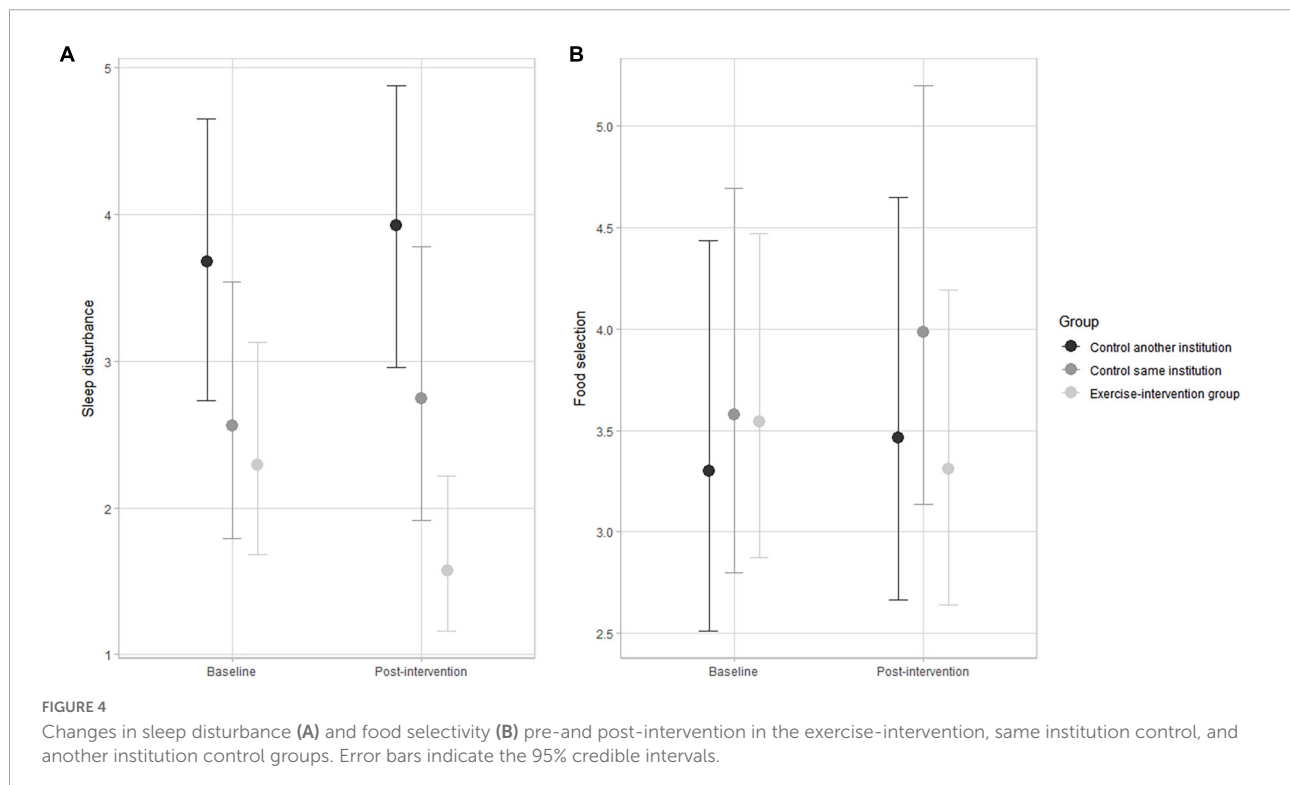 A
B
5
4
3
2
1
Sleep disturbance
Baseline
Post-intervention
5.0
4.5
4.0
3.5
3.0
2.5
Food selection
Baseline
Post-intervention
Group
Control another institution
Control same institution
Exercise-intervention group
FIGURE 4
Changes in sleep disturbance (A) and food selectivity (B) pre-and post-intervention in the exercise-intervention, same institution control, and
another institution control groups. Error bars indicate the 95% credible intervals.